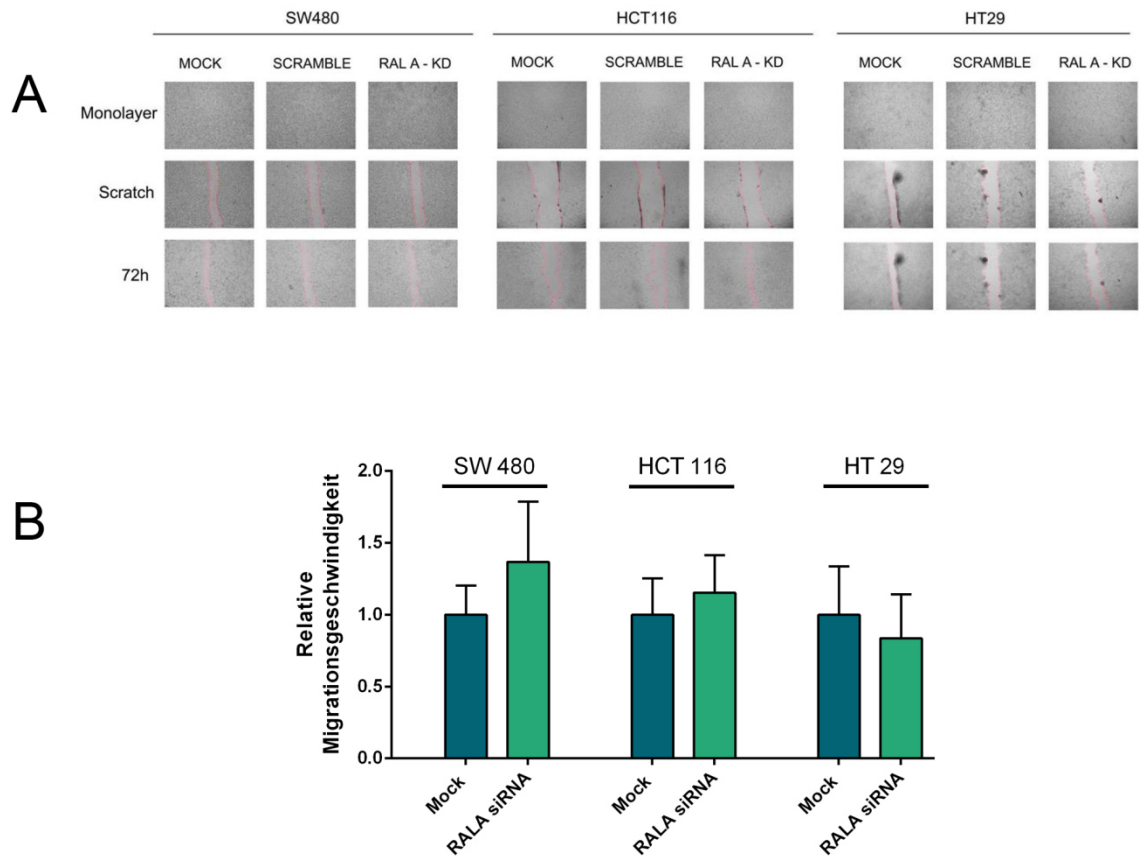 A
SW480 HCT116 HT29
MOCK SCRAMBLE RAL A - KD MOCK SCRAMBLE RAL A - KD MOCK SCRAMBLE RAL A - KD
Monolayer
Scratch
72h
B
SW 480 HCT 116 HT 29
Relative
Migrationsgeschwindigkeit
2.0
1.5
1.0
0.5
0.0
Mock RALA siRNA Mock RALA siRNA Mock RALA siRNA